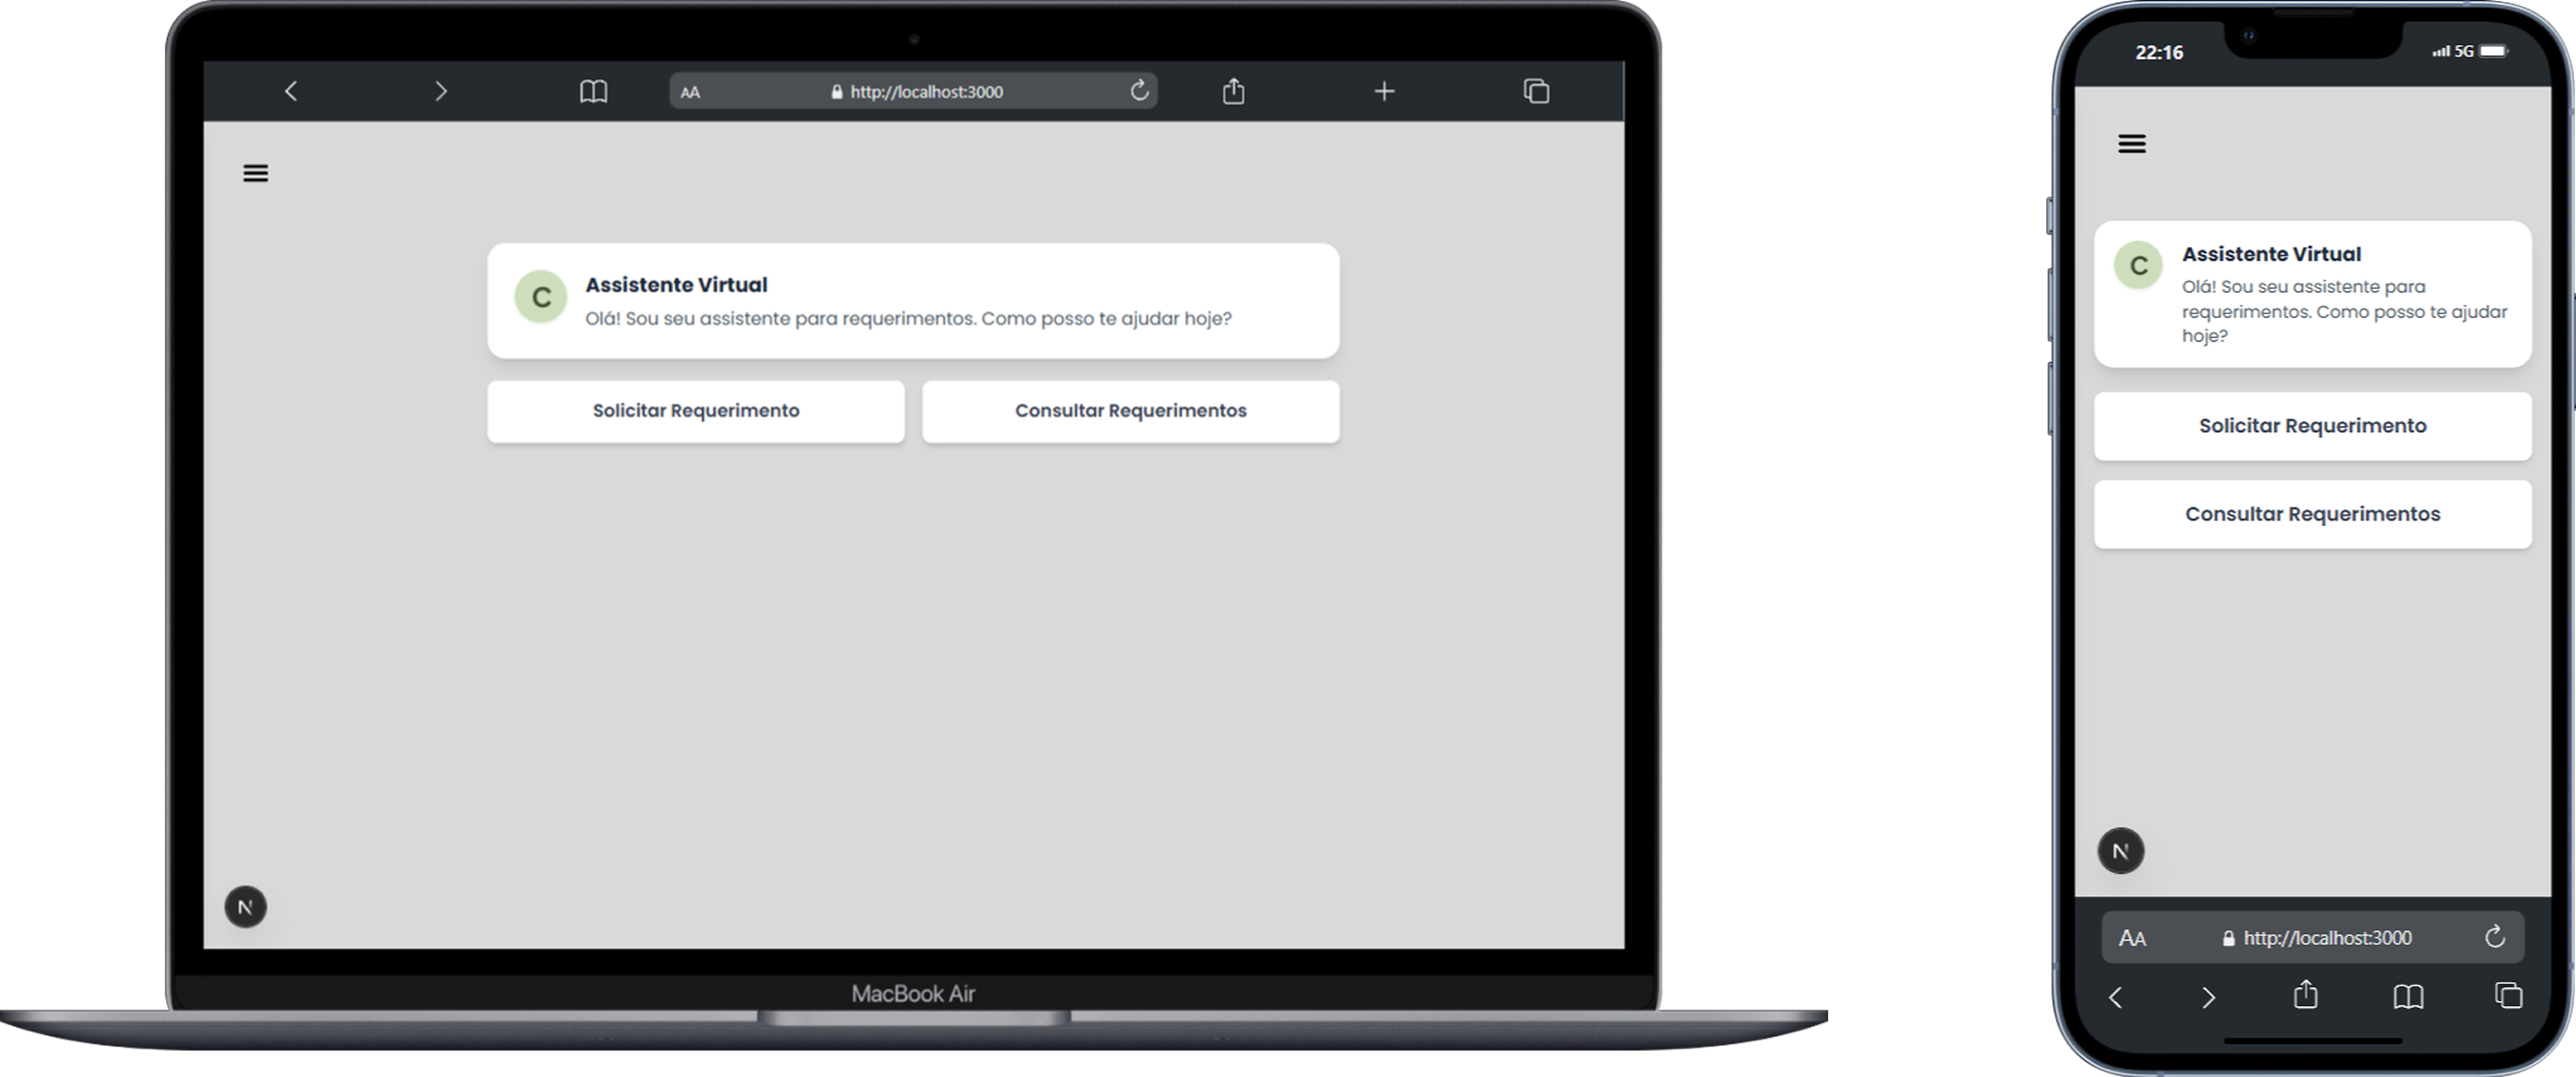 AA
http://localhost:3000
C
Assistente Virtual
Olá! Sou seu assistente para requerimentos. Como posso te ajudar hoje?
Solicitar Requerimento
Consultar Requerimentos
N
MacBook Air
22:16
5G
C
Assistente Virtual
Olá! Sou seu assistente para
requerimentos. Como posso te ajudar
hoje?
Solicitar Requerimento
Consultar Requerimentos
N
AA
http://localhost:3000